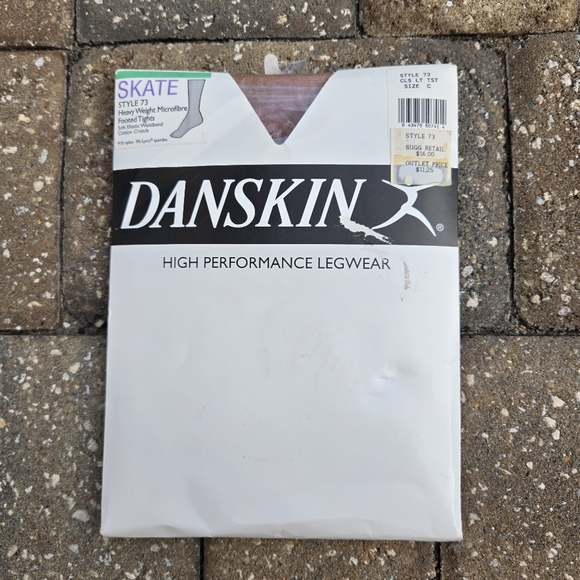 SKATE
STYLE 73
Heavy Weight Microfibre
Footed Tights
Soft Elastic Waistband
Cotton Crotch
STYLE 73
CLS LT TST
SIZE C
STYLE 73
SUGG RETAIL
$16.00
OUTLET PRICE
$11.25
DANSKIN
®
HIGH PERFORMANCE LEGWEAR